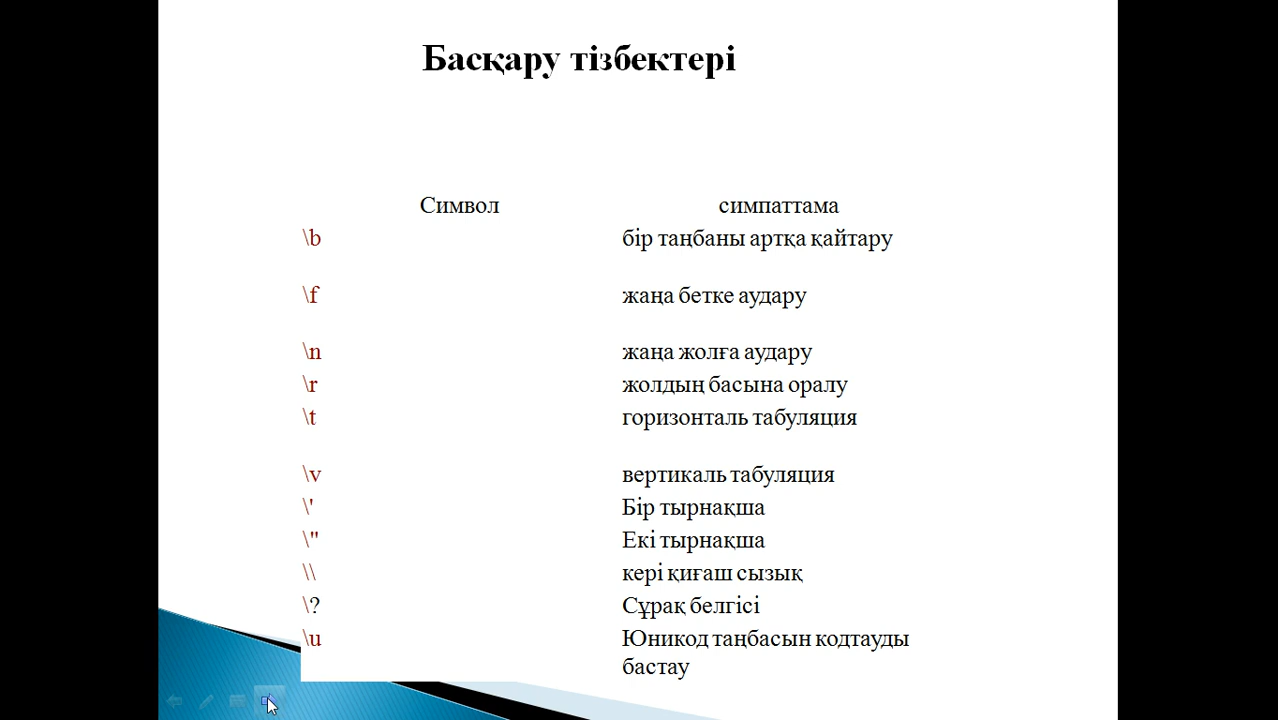 Басқару тізбектері
Символ симпаттама
\b бір таңбаны артқа қайтару
\f жаңа бетке аудару
\n жаңа жолға аудару
\r жолдың басына оралу
\t горизонталь табуляция
\v вертикаль табуляция
\' Бір тырнақша
\" Екі тырнақша
\\ кері қиғаш сызық
\? Сұрақ белгісі
\u Юникод таңбасын кодтауды
бастау